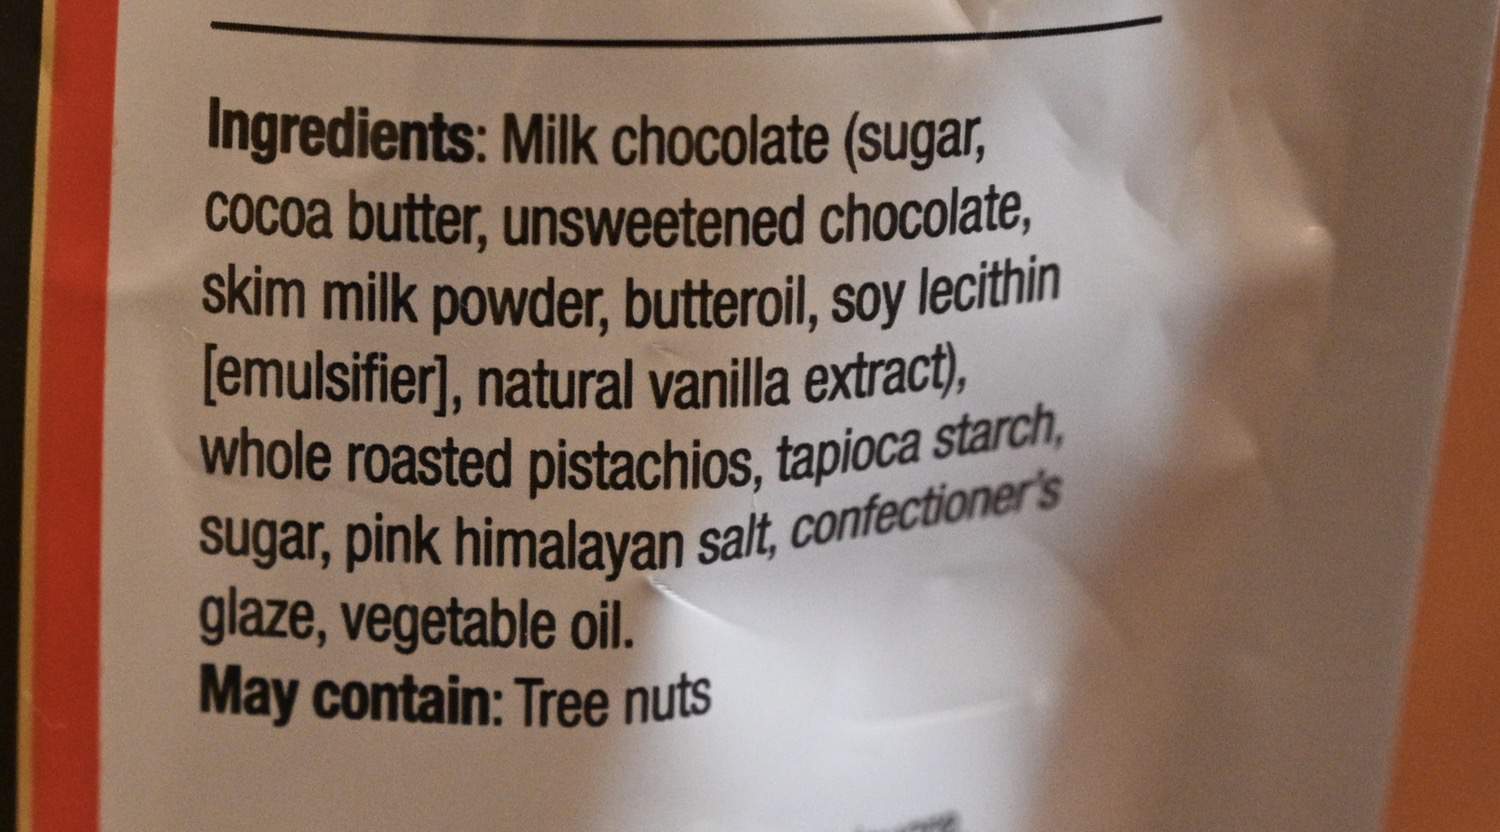 Ingredients: Milk chocolate (sugar,
cocoa butter, unsweetened chocolate,
skim milk powder, butteroil, soy lecithin
[emulsifier], natural vanilla extract),
whole roasted pistachios, tapioca starch,
sugar, pink himalayan salt, confectioner's
glaze, vegetable oil.
May contain: Tree nuts